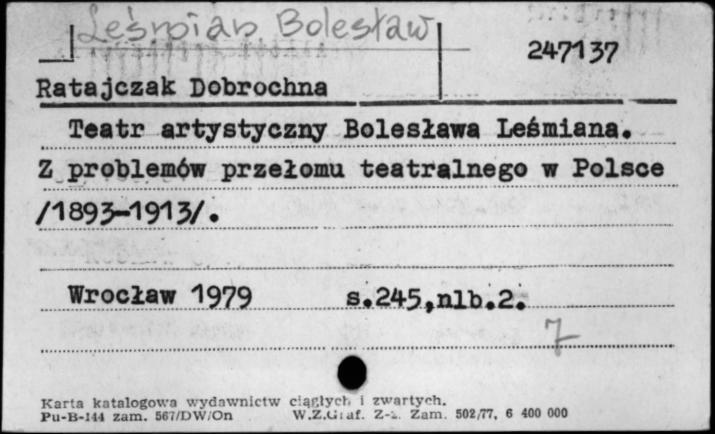 Leśmian Bolesław
247137
Ratajczak Dobrochna
Teatr artystyczny Bolesława Leśmiana.
Z problemów przełomu teatralnego w Polsce
/1893-1913/.
Wrocław 1979 s.245,nlb.2.
7
Karta katalogowa wydawnictw ciągłych i zwartych.
Pu-B-144 zam. 567/DW/On W.Z.Graf. Zam. 502/77, 6 400 000